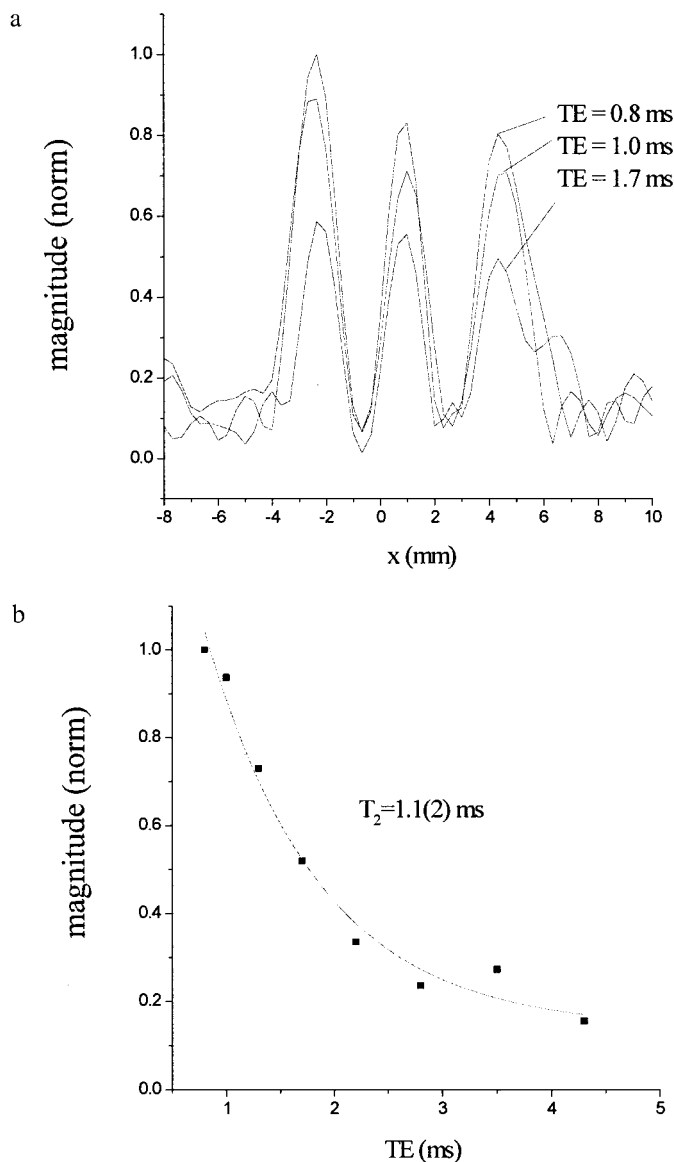 a
1.0
0.8
0.6
0.4
0.2
0.0
magnitude (norm)
TE = 0.8 ms
TE = 1.0 ms
TE = 1.7 ms
-8 -6 -4 -2 0 2 4 6 8 10
x (mm)
b
1.0
0.8
0.6
0.4
0.2
0.0
magnitude (norm)
T₂=1.1(2) ms
1 2 3 4 5
TE (ms)